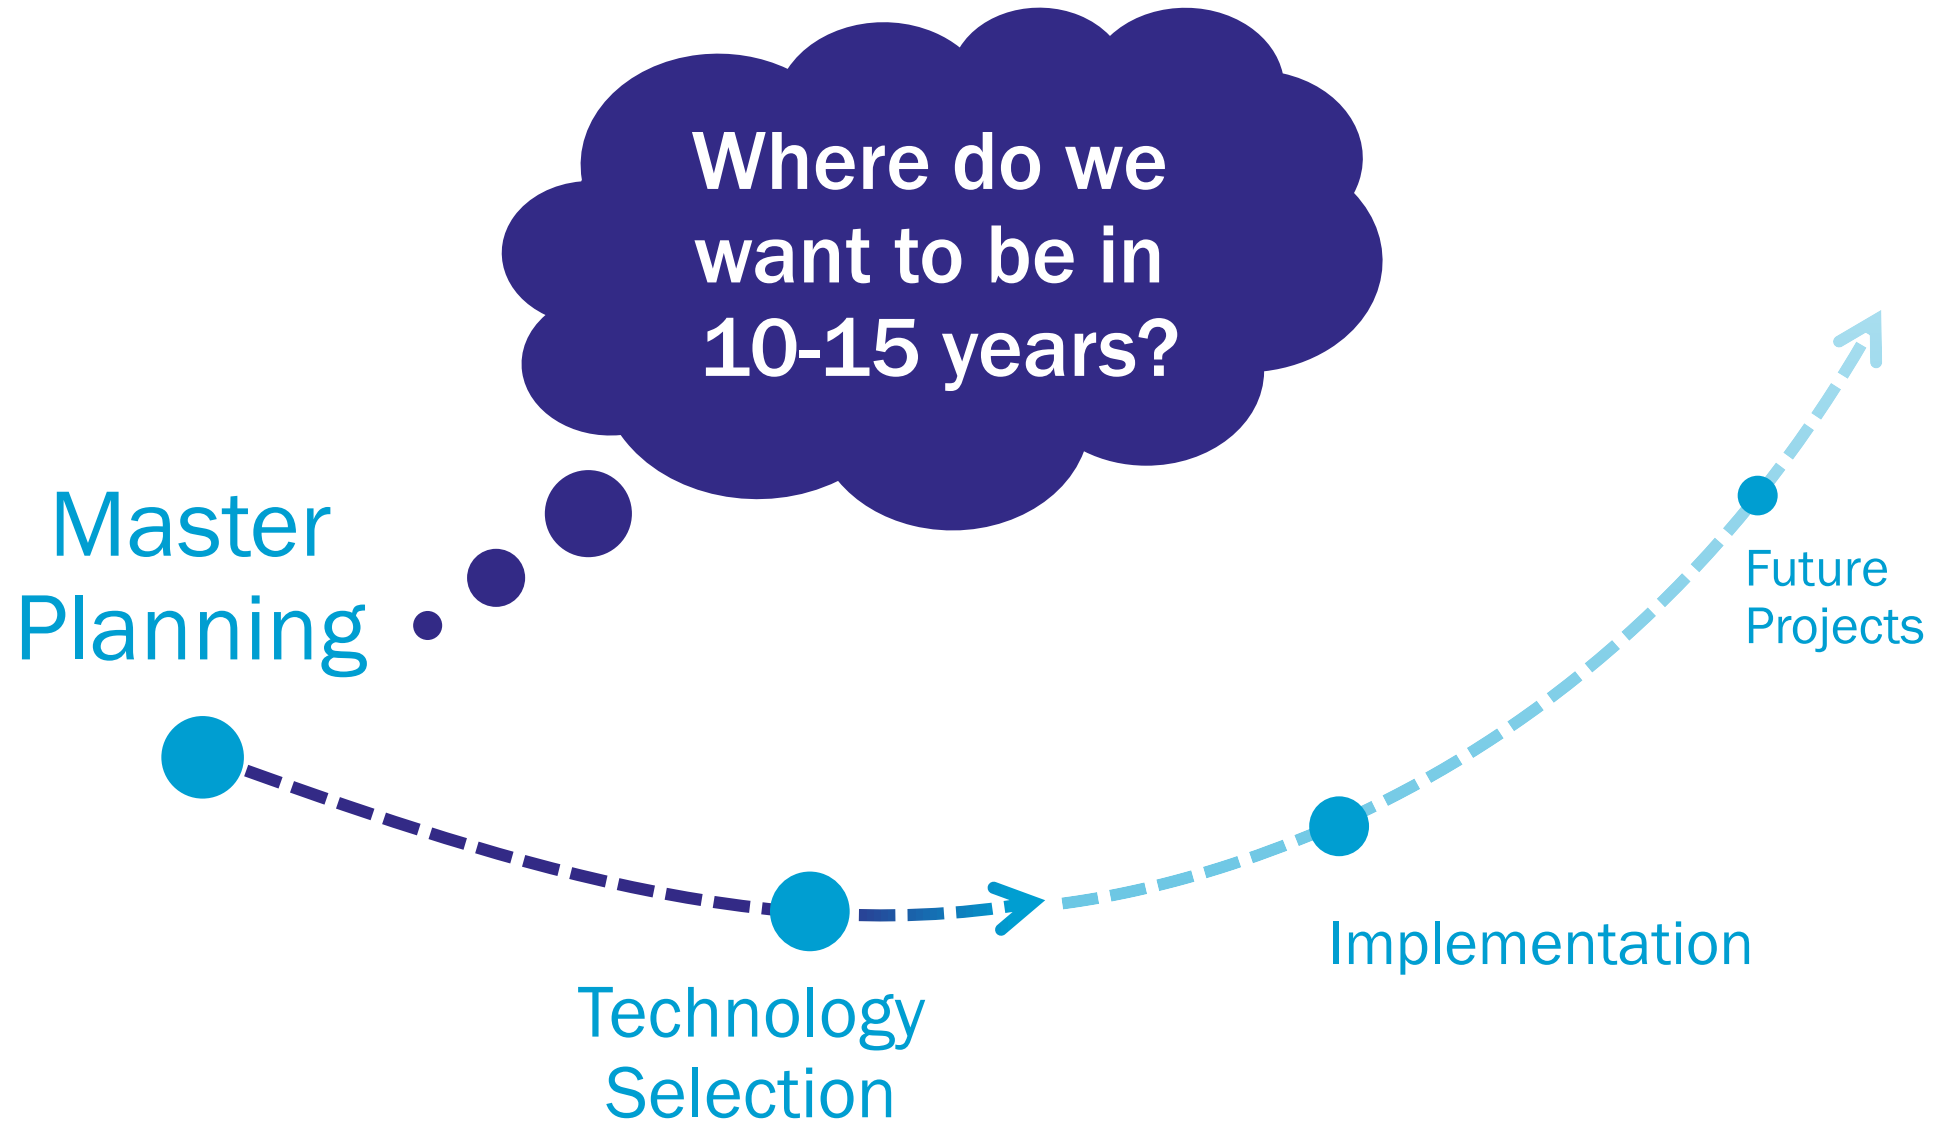 Where do we
want to be in
10-15 years?
Master
Planning
Technology
Selection
Implementation
Future
Projects